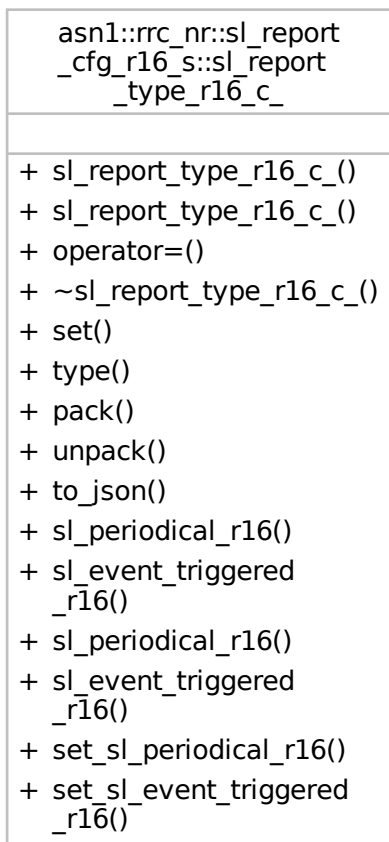 asn1::rrc_nr::sl_report
_cfg_r16_s::sl_report
_type_r16_c_
+ sl_report_type_r16_c_()
+ sl_report_type_r16_c_()
+ operator=()
+ ~sl_report_type_r16_c_()
+ set()
+ type()
+ pack()
+ unpack()
+ to_json()
+ sl_periodical_r16()
+ sl_event_triggered
_r16()
+ sl_periodical_r16()
+ sl_event_triggered
_r16()
+ set_sl_periodical_r16()
+ set_sl_event_triggered
_r16()